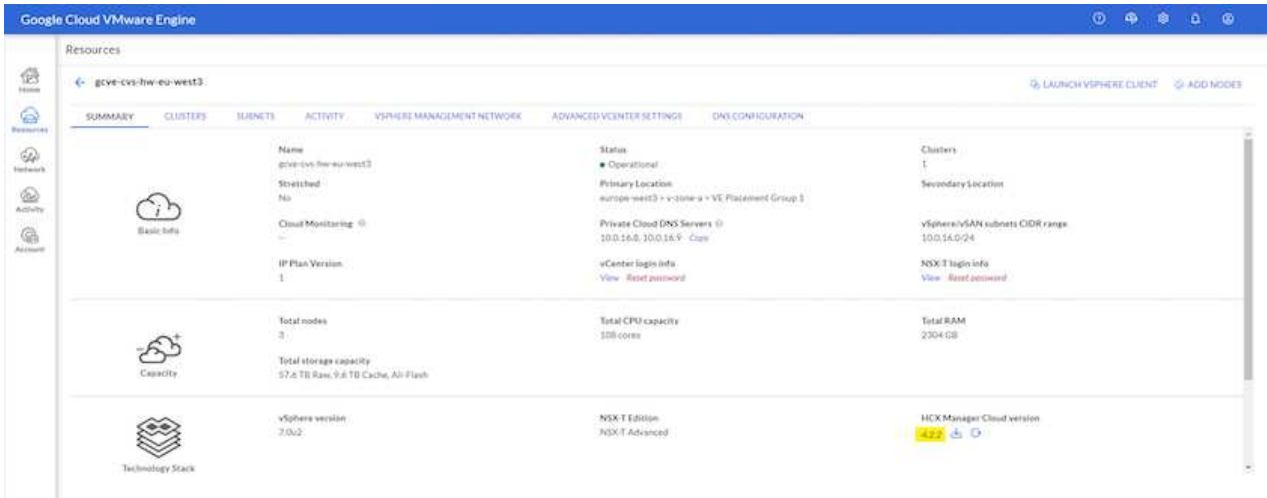 Google Cloud VMware Engine
Resources
gcve-cvs-hw-eu-west3
LAUNCH VSPHERE CLIENT ADD NODES
SUMMARY CLUSTERS SUBNETS ACTIVITY VSPHERE MANAGEMENT NETWORK ADVANCED VCENTER SETTINGS DNS CONFIGURATION
Home
Resources
Network
Activity
Account
Basic Info
Name Status Clusters
gcve-cvs-hw-eu-west3 Operational 1
Stretched Primary Location Secondary Location
No europe-west3 > v-zone-a > VE Placement Group 1
Cloud Monitoring Private Cloud DNS Servers vSphere/vSAN subnets CIDR range
-- 10.0.16.8, 10.0.16.9 Copy 10.0.16.0/24
IP Plan Version vCenter login info NSX-T login info
1 View Reset password View Reset password
Capacity
Total nodes Total CPU capacity Total RAM
3 108 cores 2304 GB
Total storage capacity
57.6 TB Raw, 9.6 TB Cache, All-Flash
Technology Stack
vSphere version NSX-T Edition HCX Manager Cloud version
7.0u2 NSX-T Advanced 4.2.2